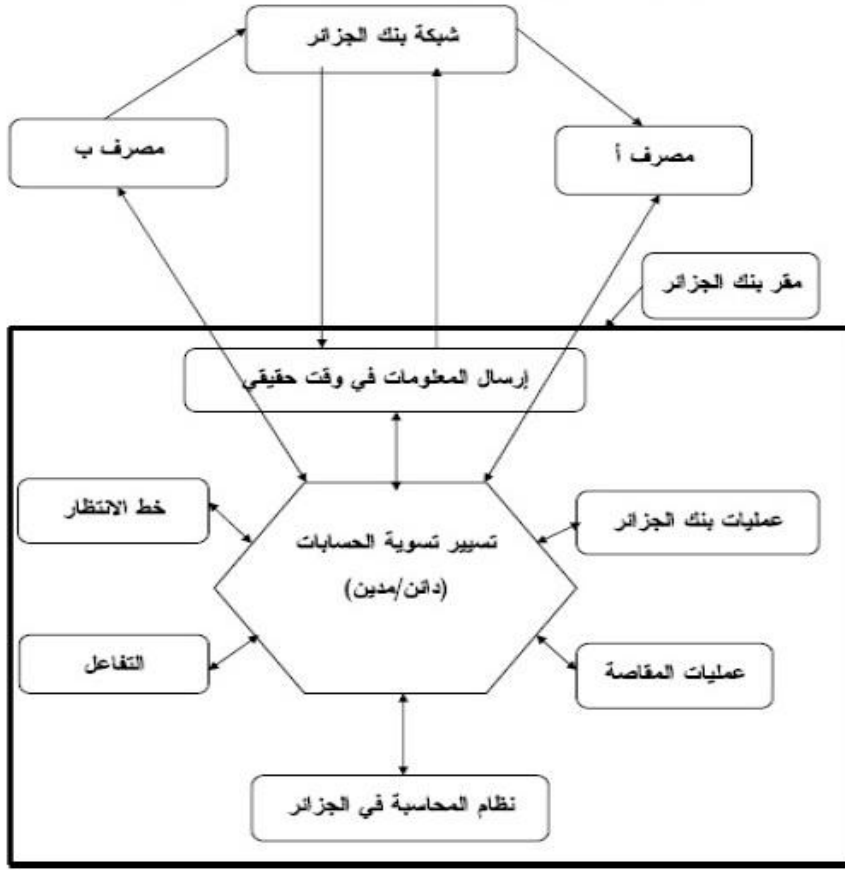 شبكة بنك الجزائر
مصرف أ
مصرف ب
مقر بنك الجزائر
إرسال المعلومات في وقت حقيقي
عمليات بنك الجزائر
خط الانتظار
تسيير تسوية الحسابات
(دائن/مدين)
عمليات المقاصة
التفاعل
نظام المحاسبة في الجزائر